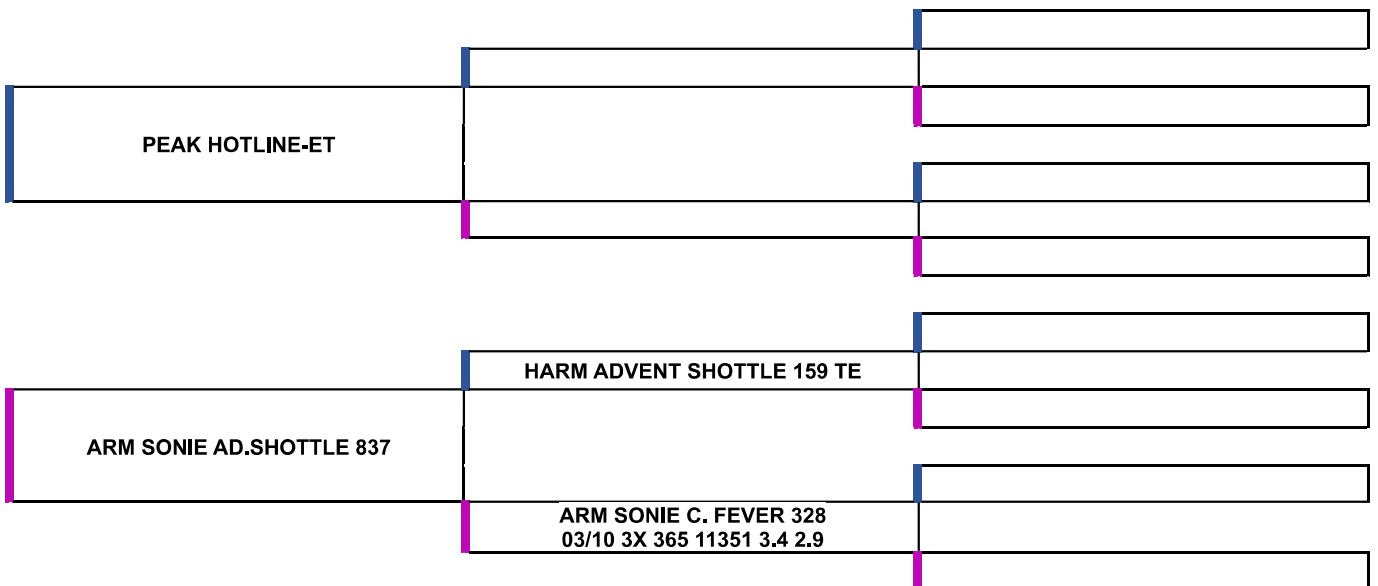 PEAK HOTLINE-ET
HARM ADVENT SHOTTLE 159 TE
ARM SONIE AD.SHOTTLE 837
ARM SONIE C. FEVER 328
03/10 3X 365 11351 3.4 2.9